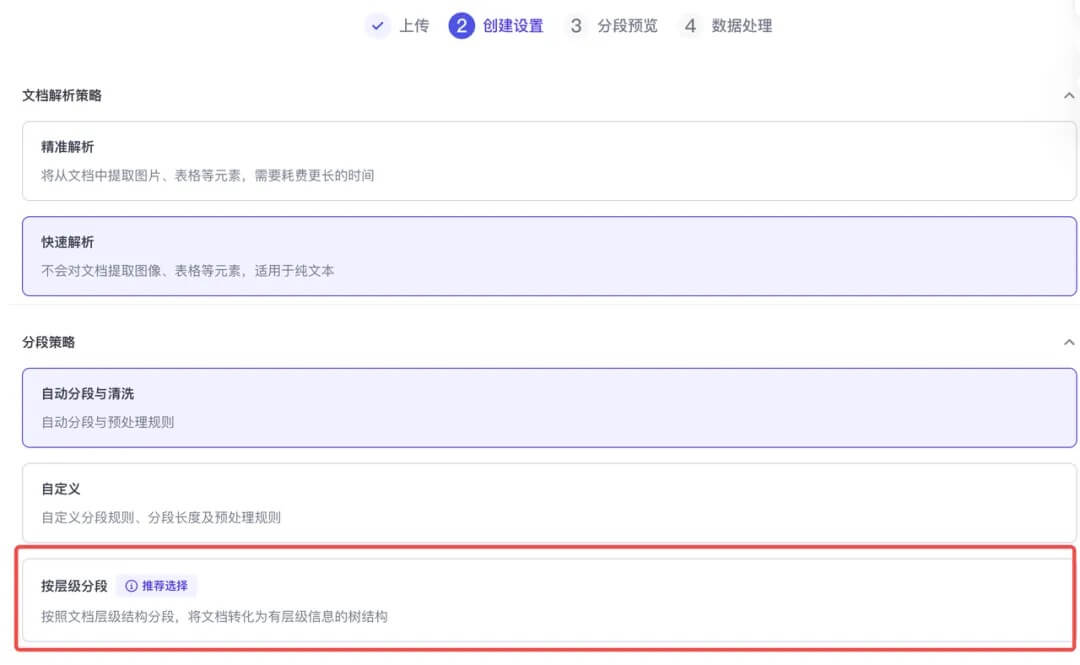 上传 2 创建设置 3 分段预览 4 数据处理
文档解析策略
精准解析
将从文档中提取图片、表格等元素，需要耗费更长的时间
快速解析
不会对文档提取图像、表格等元素，适用于纯文本
分段策略
自动分段与清洗
自动分段与预处理规则
自定义
自定义分段规则、分段长度及预处理规则
按层级分段 推荐选择
按照文档层级结构分段，将文档转化为有层级信息的树结构